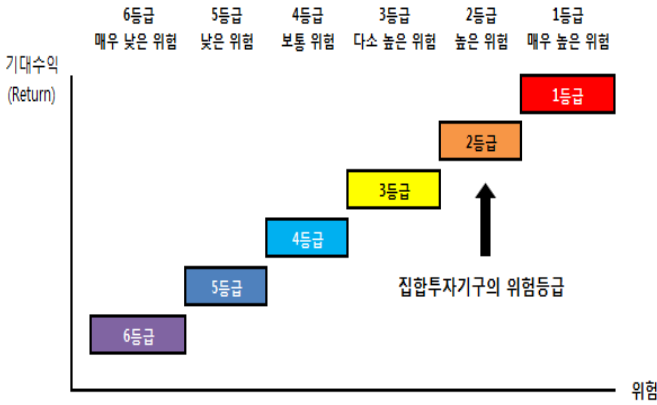 6등급 5등급 4등급 3등급 2등급 1등급
매우 낮은 위험 낮은 위험 보통 위험 다소 높은 위험 높은 위험 매우 높은 위험
기대수익
(Return)
1등급
2등급
3등급
4등급
집합투자기구의 위험등급
5등급
6등급
위험